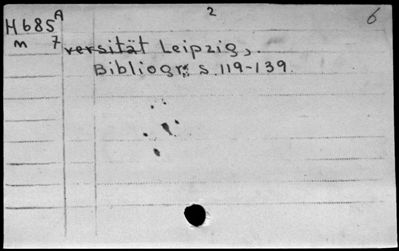 2
6
H685A
m 7
versität Leipzig,.
Bibliogr: s. 119-139.